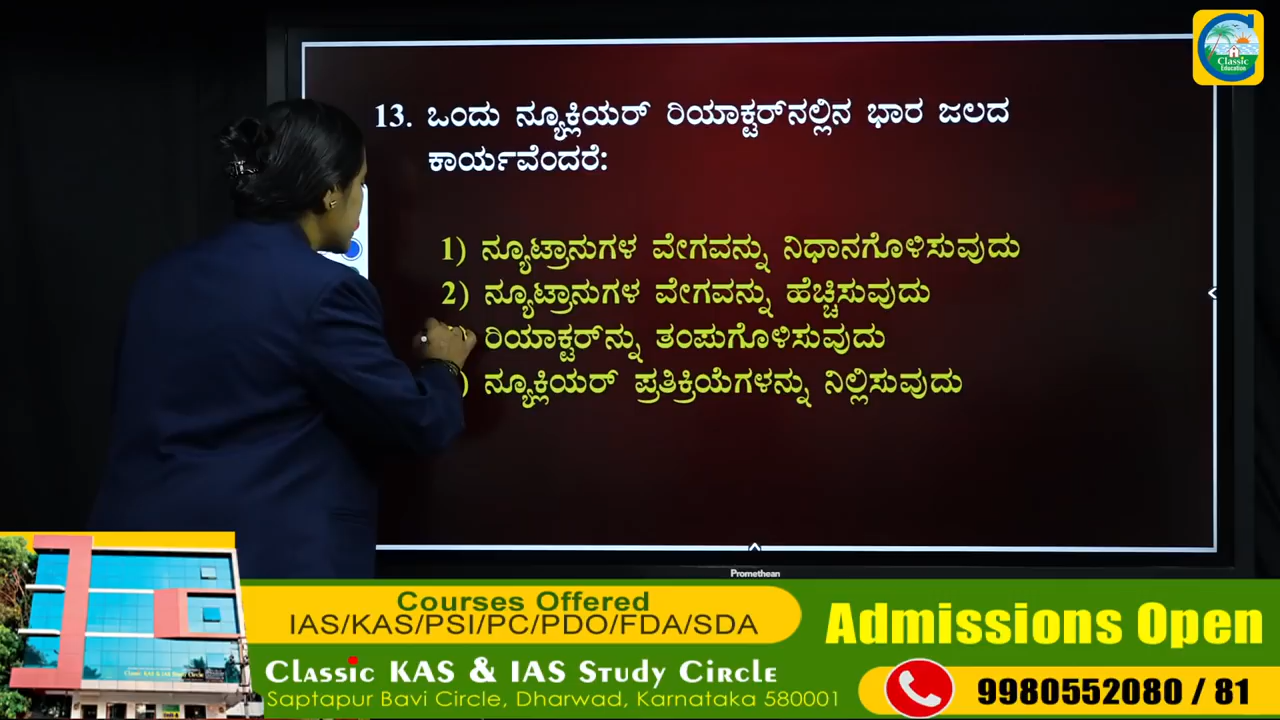 Classic
Education
13. ಒಂದು ನ್ಯೂಕ್ಲಿಯರ್ ರಿಯಾಕ್ಟರ್‌ನಲ್ಲಿನ ಭಾರ ಜಲದ
ಕಾರ್ಯವೆಂದರೆ:
1) ನ್ಯೂಟ್ರಾನುಗಳ ವೇಗವನ್ನು ನಿಧಾನಗೊಳಿಸುವುದು
2) ನ್ಯೂಟ್ರಾನುಗಳ ವೇಗವನ್ನು ಹೆಚ್ಚಿಸುವುದು
ರಿಯಾಕ್ಟರ್‌ನ್ನು ತಂಪುಗೊಳಿಸುವುದು
) ನ್ಯೂಕ್ಲಿಯರ್ ಪ್ರತಿಕ್ರಿಯೆಗಳನ್ನು ನಿಲ್ಲಿಸುವುದು
Promethean
Courses Offered
IAS/KAS/PSI/PC/PDO/FDA/SDA
Admissions Open
Classic KAS & IAS Study Circle
Saptapur Bavi Circle, Dharwad, Karnataka 580001
9980552080 / 81